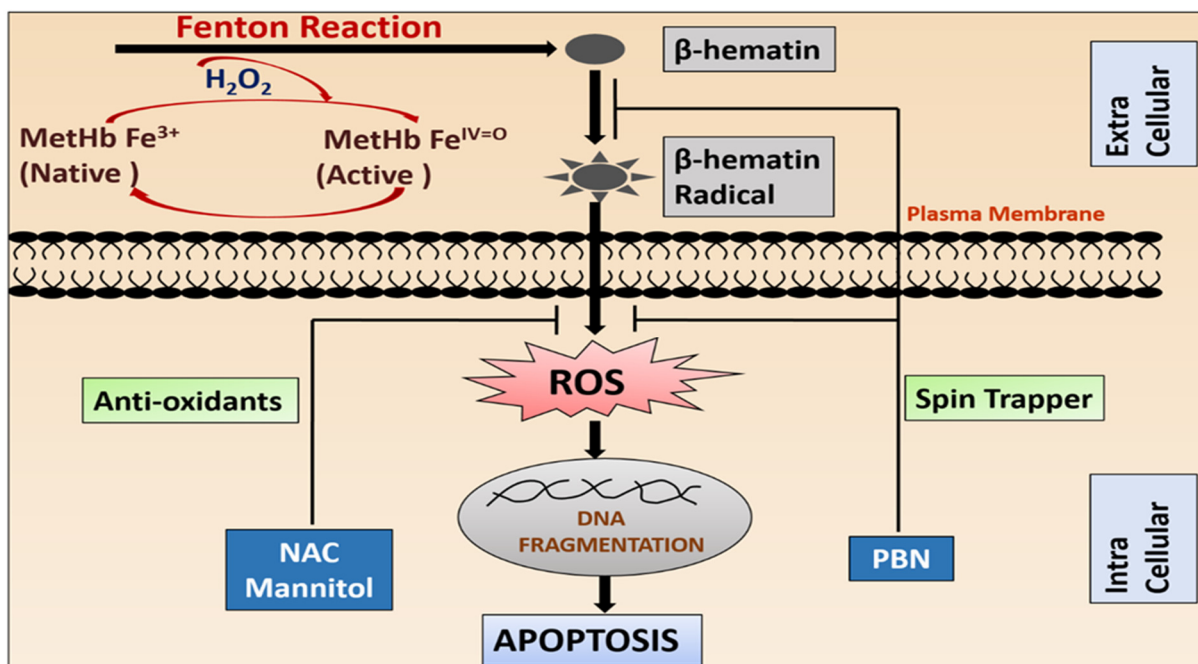 Fenton Reaction
H₂O₂
MetHb Fe³⁺
(Native )
MetHb Feᴵⱽ⁼ᴼ
(Active )
β-hematin
β-hematin
Radical
Extra
Cellular
Plasma Membrane
ROS
Anti-oxidants
Spin Trapper
DNA
FRAGMENTATION
NAC
Mannitol
PBN
Intra
Cellular
APOPTOSIS